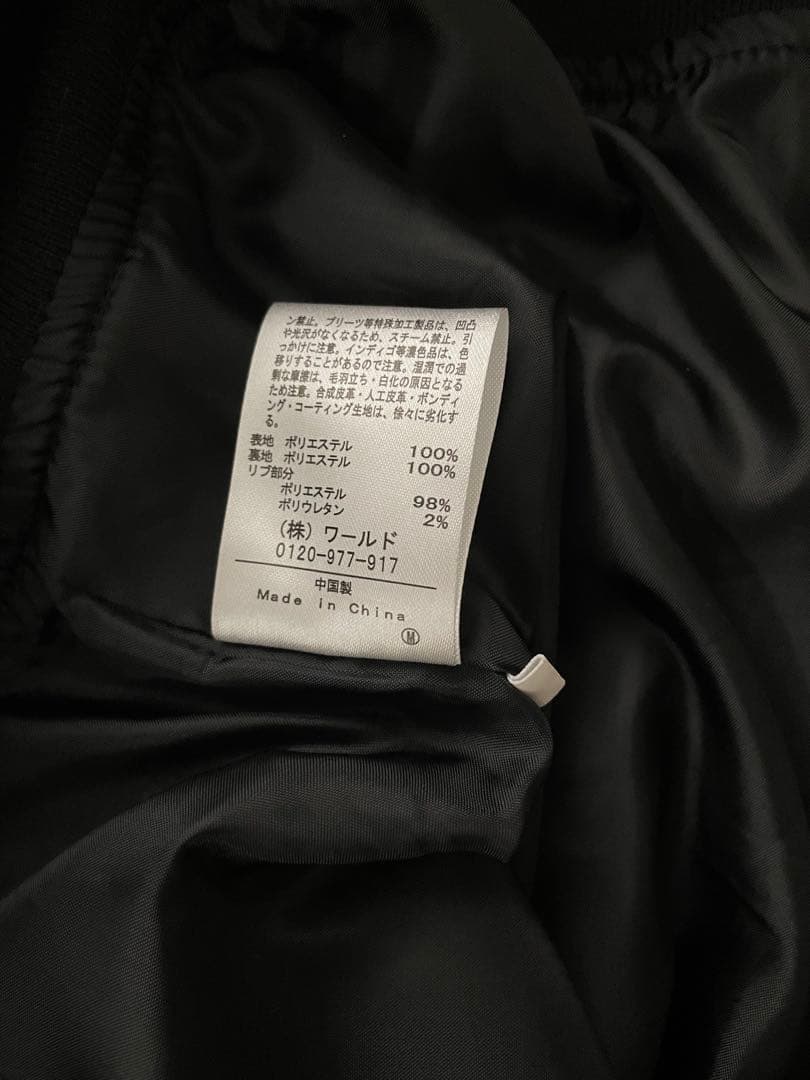 ン禁止。プリーツ等特殊加工製品は、凹凸
や光沢がなくなるため、スチーム禁止。引
っかけに注意。インディゴ等濃色品は、色
移りすることがあるので注意。湿潤での過
剰な摩擦は、毛羽立ち・白化の原因となる
ため注意。合成皮革・人工皮革・ボンディ
ング・コーティング生地は、徐々に劣化す
る。
表地 ポリエステル 100%
裏地 ポリエステル 100%
リブ部分
ポリエステル 98%
ポリウレタン 2%
(株) ワールド
0120-977-917
中国製
Made in China
Ⓜ